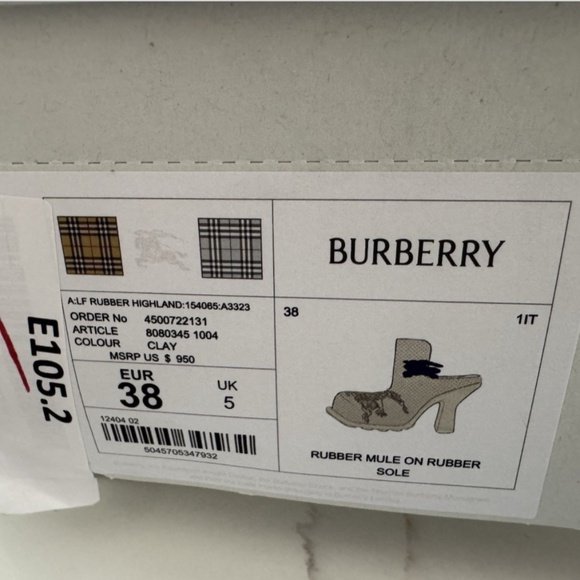 BURBERRY
A:LF RUBBER HIGHLAND:154065:A3323
ORDER No 4500722131
ARTICLE 8080345 1004
COLOUR CLAY
MSRP US $ 950
EUR
38
UK
5
12404 02
5045705347932
38 1IT
RUBBER MULE ON RUBBER
SOLE
E105.2